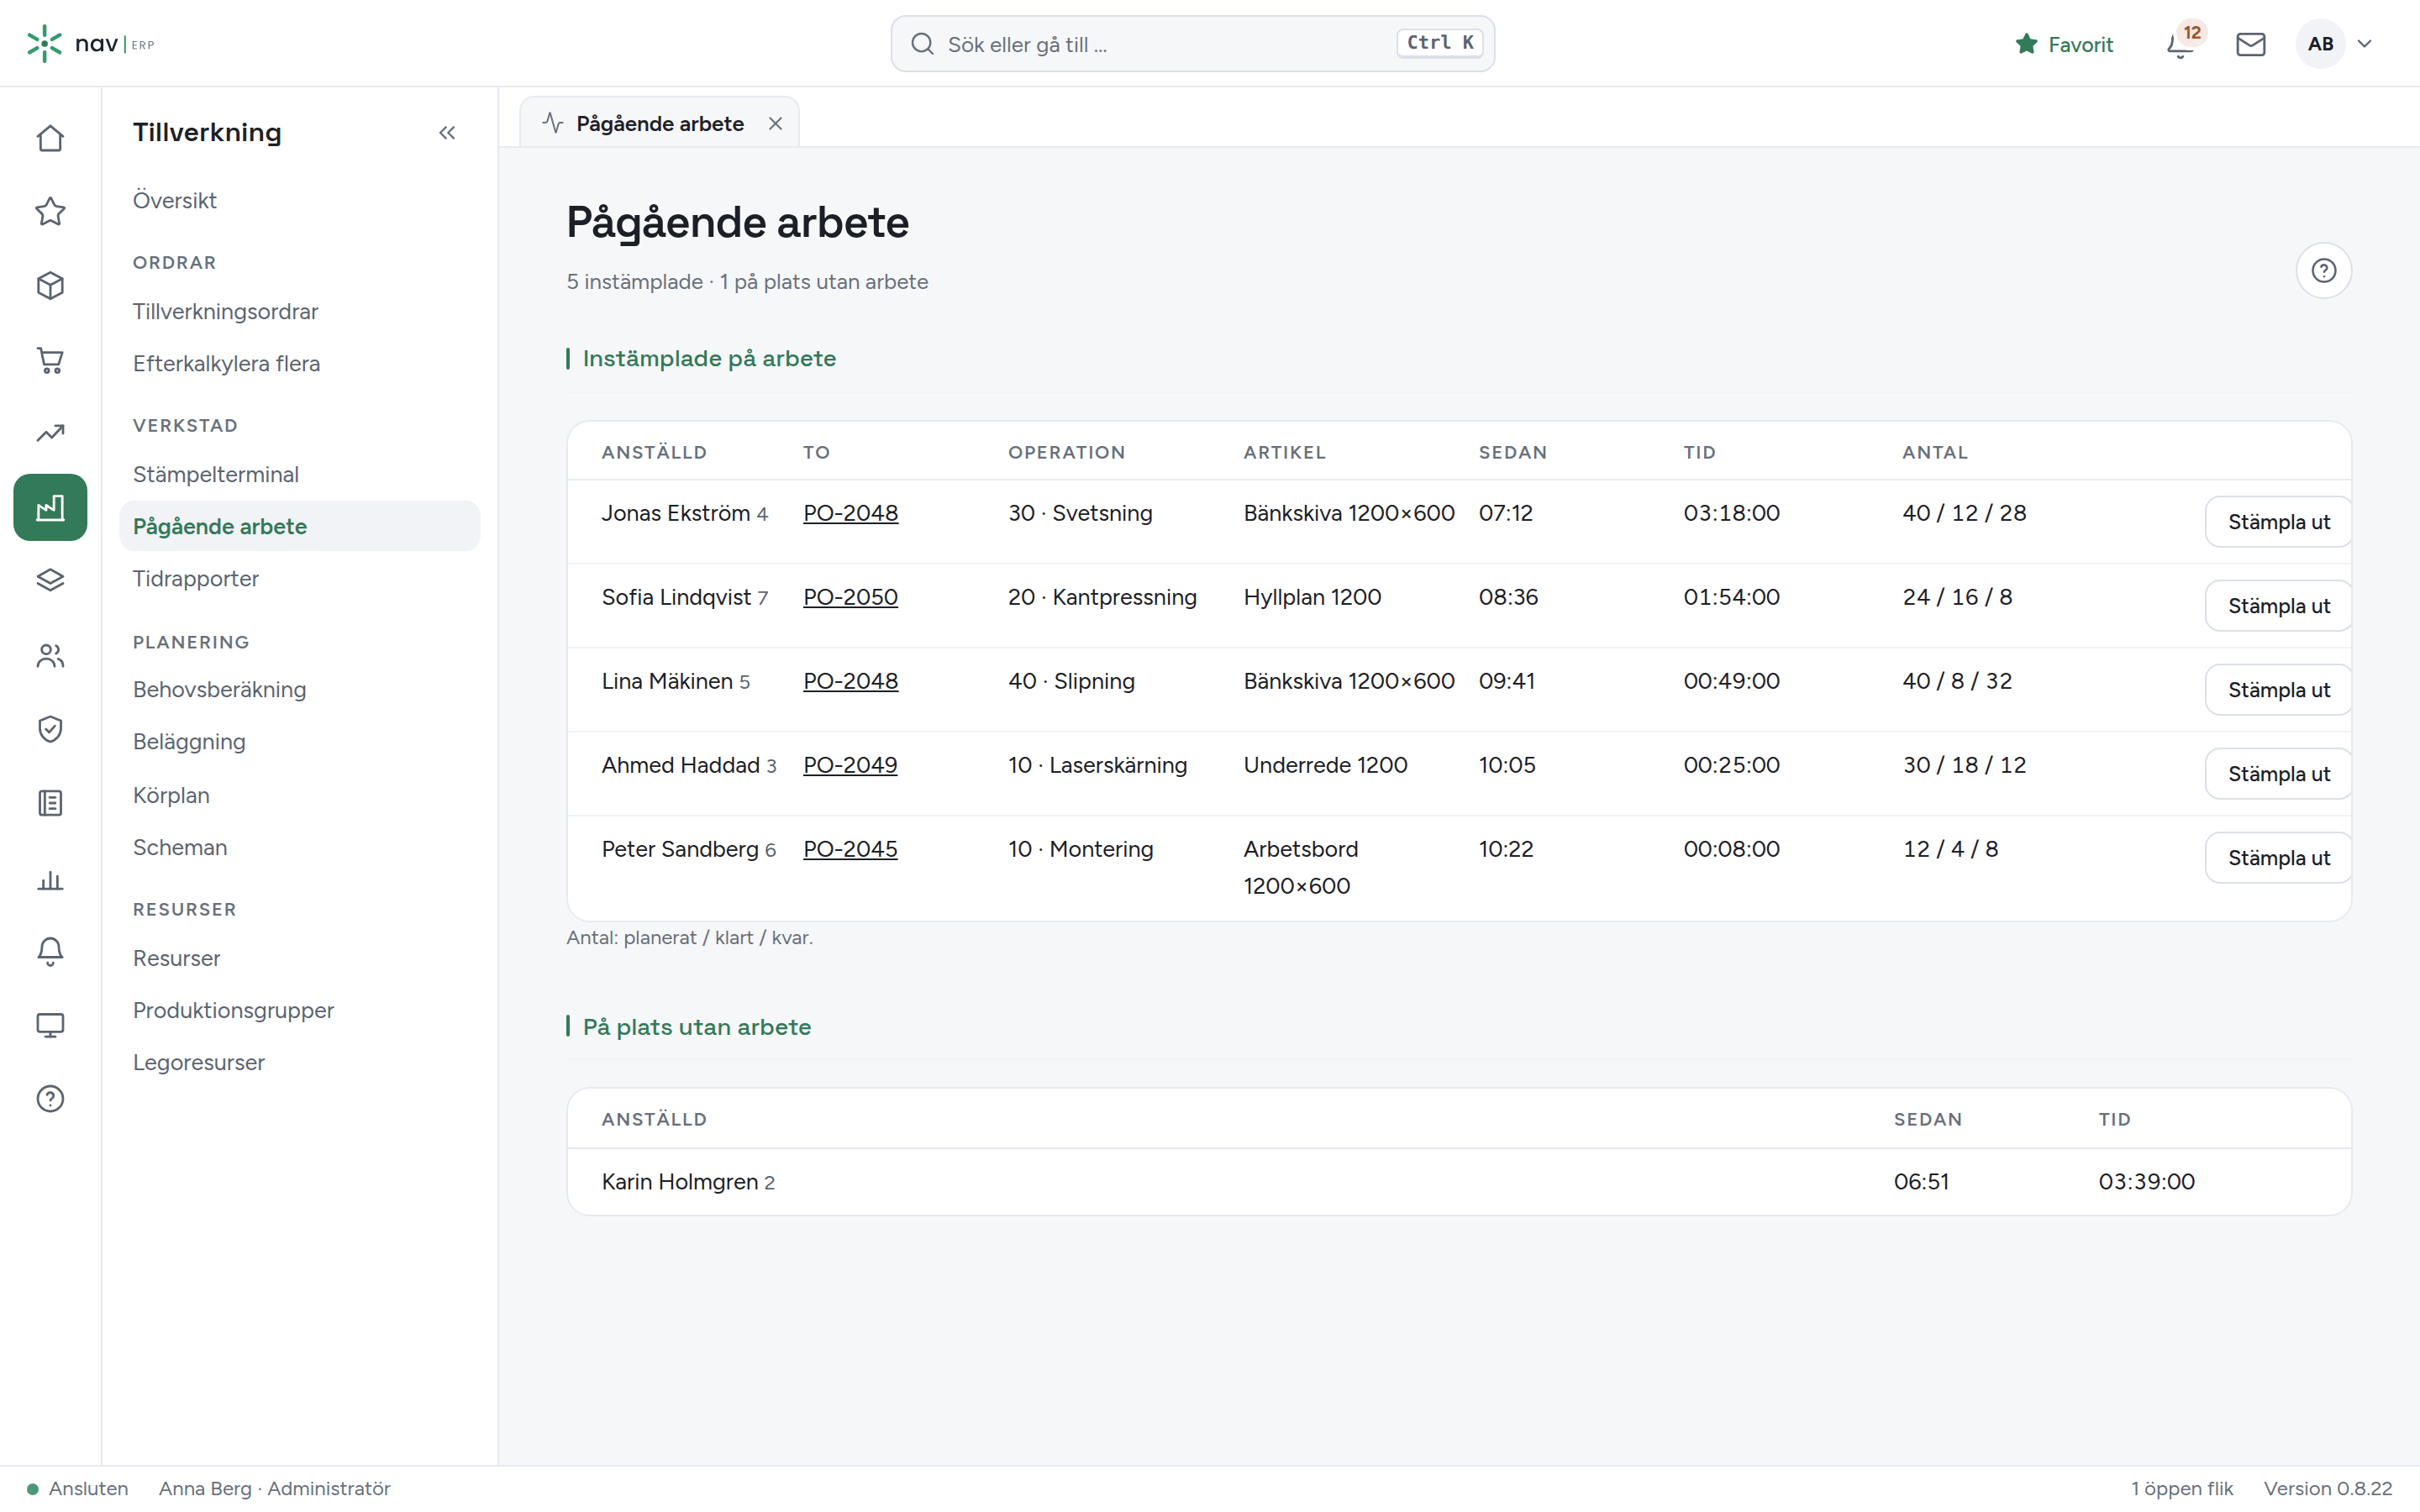 nav ERP
Sök eller gå till ...
Ctrl K
Favorit
12
AB
Tillverkning
Översikt
ORDRAR
Tillverkningsordrar
Efterkalkylera flera
VERKSTAD
Stämpelterminal
Pågående arbete
Tidrapporter
PLANERING
Behovsberäkning
Beläggning
Körplan
Scheman
RESURSER
Resurser
Produktionsgrupper
Legoresurser
Pågående arbete
Pågående arbete
5 instämplade · 1 på plats utan arbete
Instämplade på arbete
ANSTÄLLD TO OPERATION ARTIKEL SEDAN TID ANTAL
Jonas Ekström 4 PO-2048 30 · Svetsning Bänkskiva 1200×600 07:12 03:18:00 40 / 12 / 28 Stämpla ut
Sofia Lindqvist 7 PO-2050 20 · Kantpressning Hyllplan 1200 08:36 01:54:00 24 / 16 / 8 Stämpla ut
Lina Mäkinen 5 PO-2048 40 · Slipning Bänkskiva 1200×600 09:41 00:49:00 40 / 8 / 32 Stämpla ut
Ahmed Haddad 3 PO-2049 10 · Laserskärning Underrede 1200 10:05 00:25:00 30 / 18 / 12 Stämpla ut
Peter Sandberg 6 PO-2045 10 · Montering Arbetsbord 10:22 00:08:00 12 / 4 / 8 Stämpla ut
1200×600
Antal: planerat / klart / kvar.
På plats utan arbete
ANSTÄLLD SEDAN TID
Karin Holmgren 2 06:51 03:39:00
Ansluten Anna Berg · Administratör 1 öppen flik Version 0.8.22